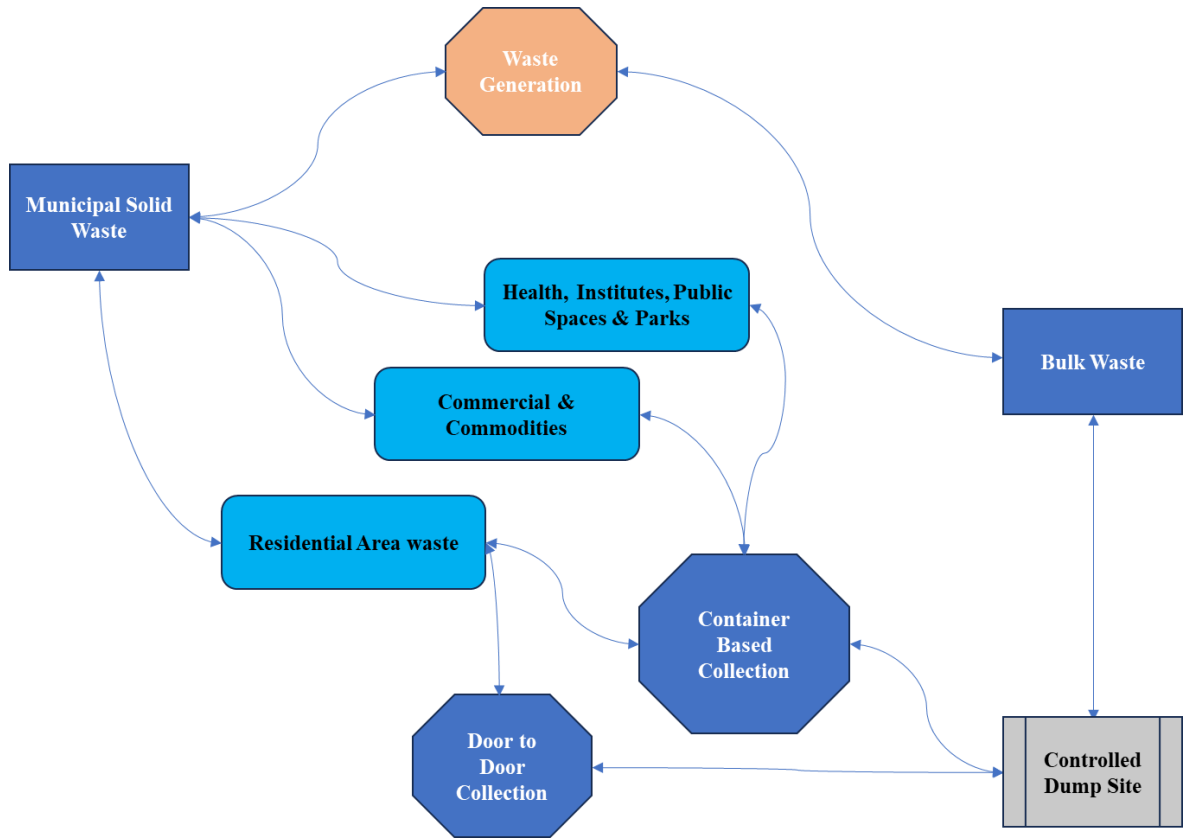 Waste
Generation
Municipal Solid
Waste
Health, Institutes, Public
Spaces & Parks
Bulk Waste
Commercial &
Commodities
Residential Area waste
Container
Based
Collection
Door to
Door
Collection
Controlled
Dump Site